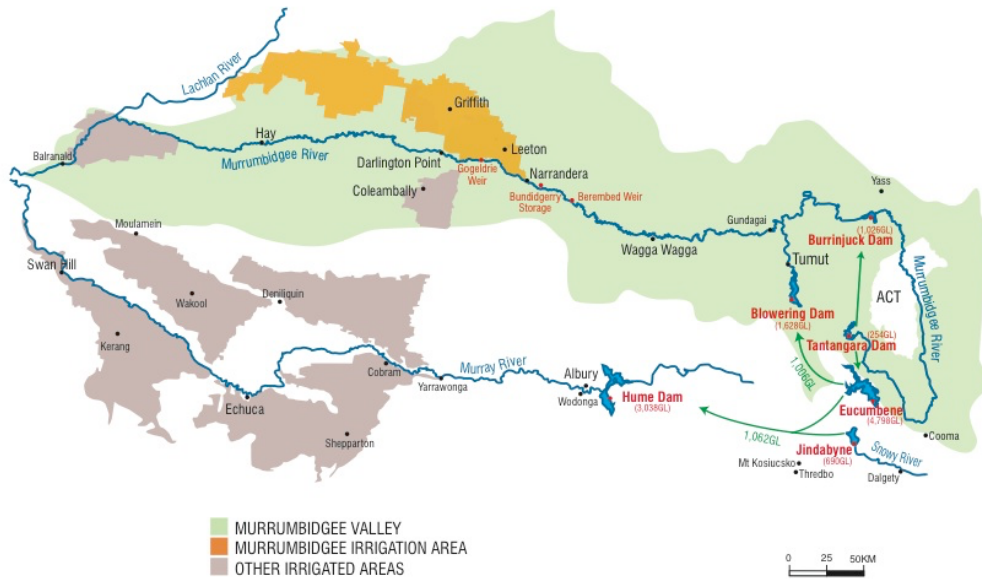 Lachlan River
Griffith
Hay
Leeton
Balranald
Murrumbidgee River
Darlington Point
Gogeldrie
Weir
Narrandera
Coleambally
Bundidgerry
Storage
Berembed Weir
Yass
Moulamein
Gundagai
(1,026GL)
Burrinjuck Dam
Wagga Wagga
Swan Hill
Tumut
Murrumbidgee River
Wakool
Deniliquin
ACT
Blowering Dam
(1,628GL)
(254GL)
Tantangara Dam
Kerang
1,006GL
Murray River
Cobram
Yarrawonga
Albury
Wodonga
Hume Dam
(3,038GL)
Echuca
Eucumbene
(4,798GL)
1,062GL
Cooma
Shepparton
Jindabyne
(690GL)
Snowy River
Mt Kosiucsko
Thredbo
Dalgety
MURRUMBIDGEE VALLEY
MURRUMBIDGEE IRRIGATION AREA
OTHER IRRIGATED AREAS
0 25 50KM